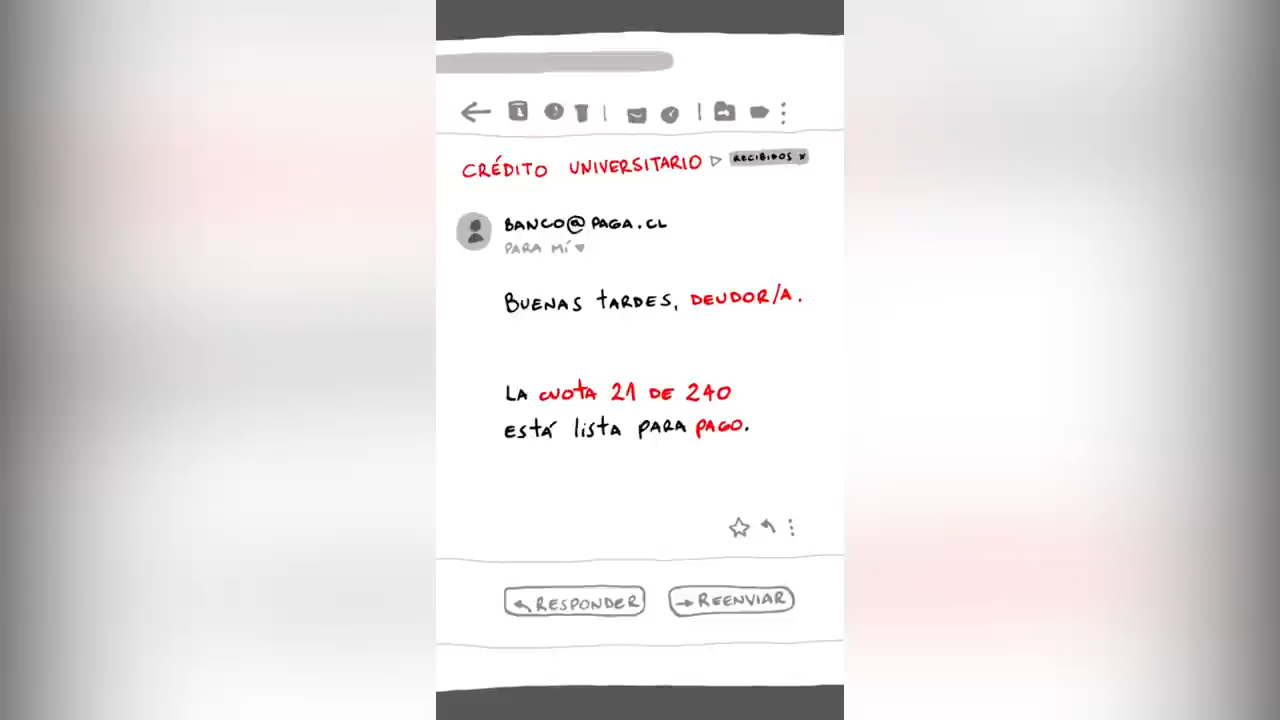 CRÉDITO UNIVERSITARIO RECIBIDOS x
BANCO@PAGA.CL
PARA MÍ
BUENAS TARDES, DEUDOR/A.
LA CUOTA 21 DE 240
ESTÁ LISTA PARA PAGO.
RESPONDER REENVIAR